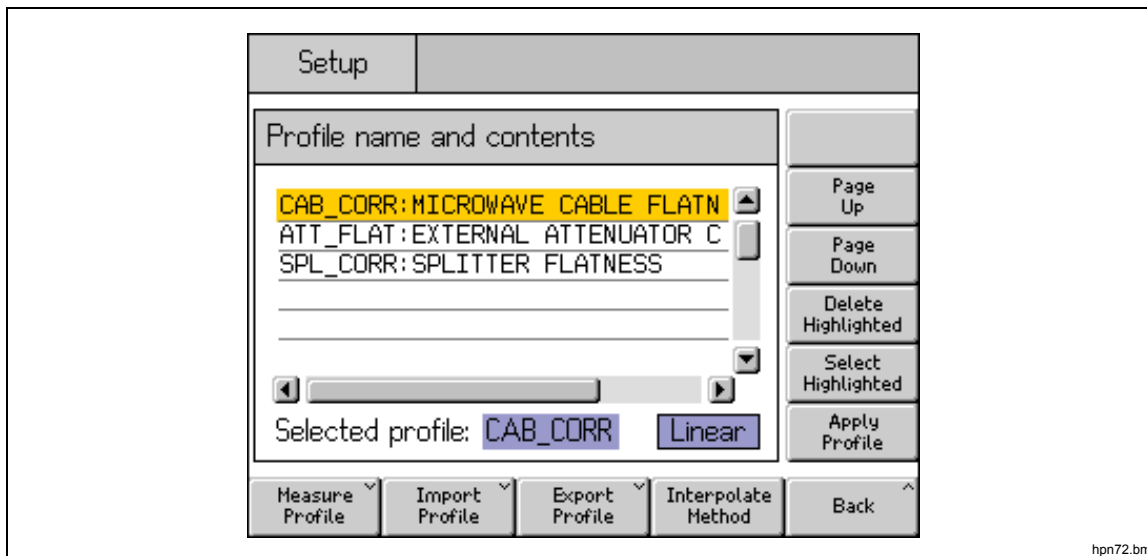 Setup
Profile name and contents
CAB_CORR:MICROWAVE CABLE FLATN
ATT_FLAT:EXTERNAL ATTENUATOR C
SPL_CORR:SPLITTER FLATNESS
Selected profile: CAB_CORR Linear
Page
Up
Page
Down
Delete
Highlighted
Select
Highlighted
Apply
Profile
Measure
Profile
Import
Profile
Export
Profile
Interpolate
Method
Back